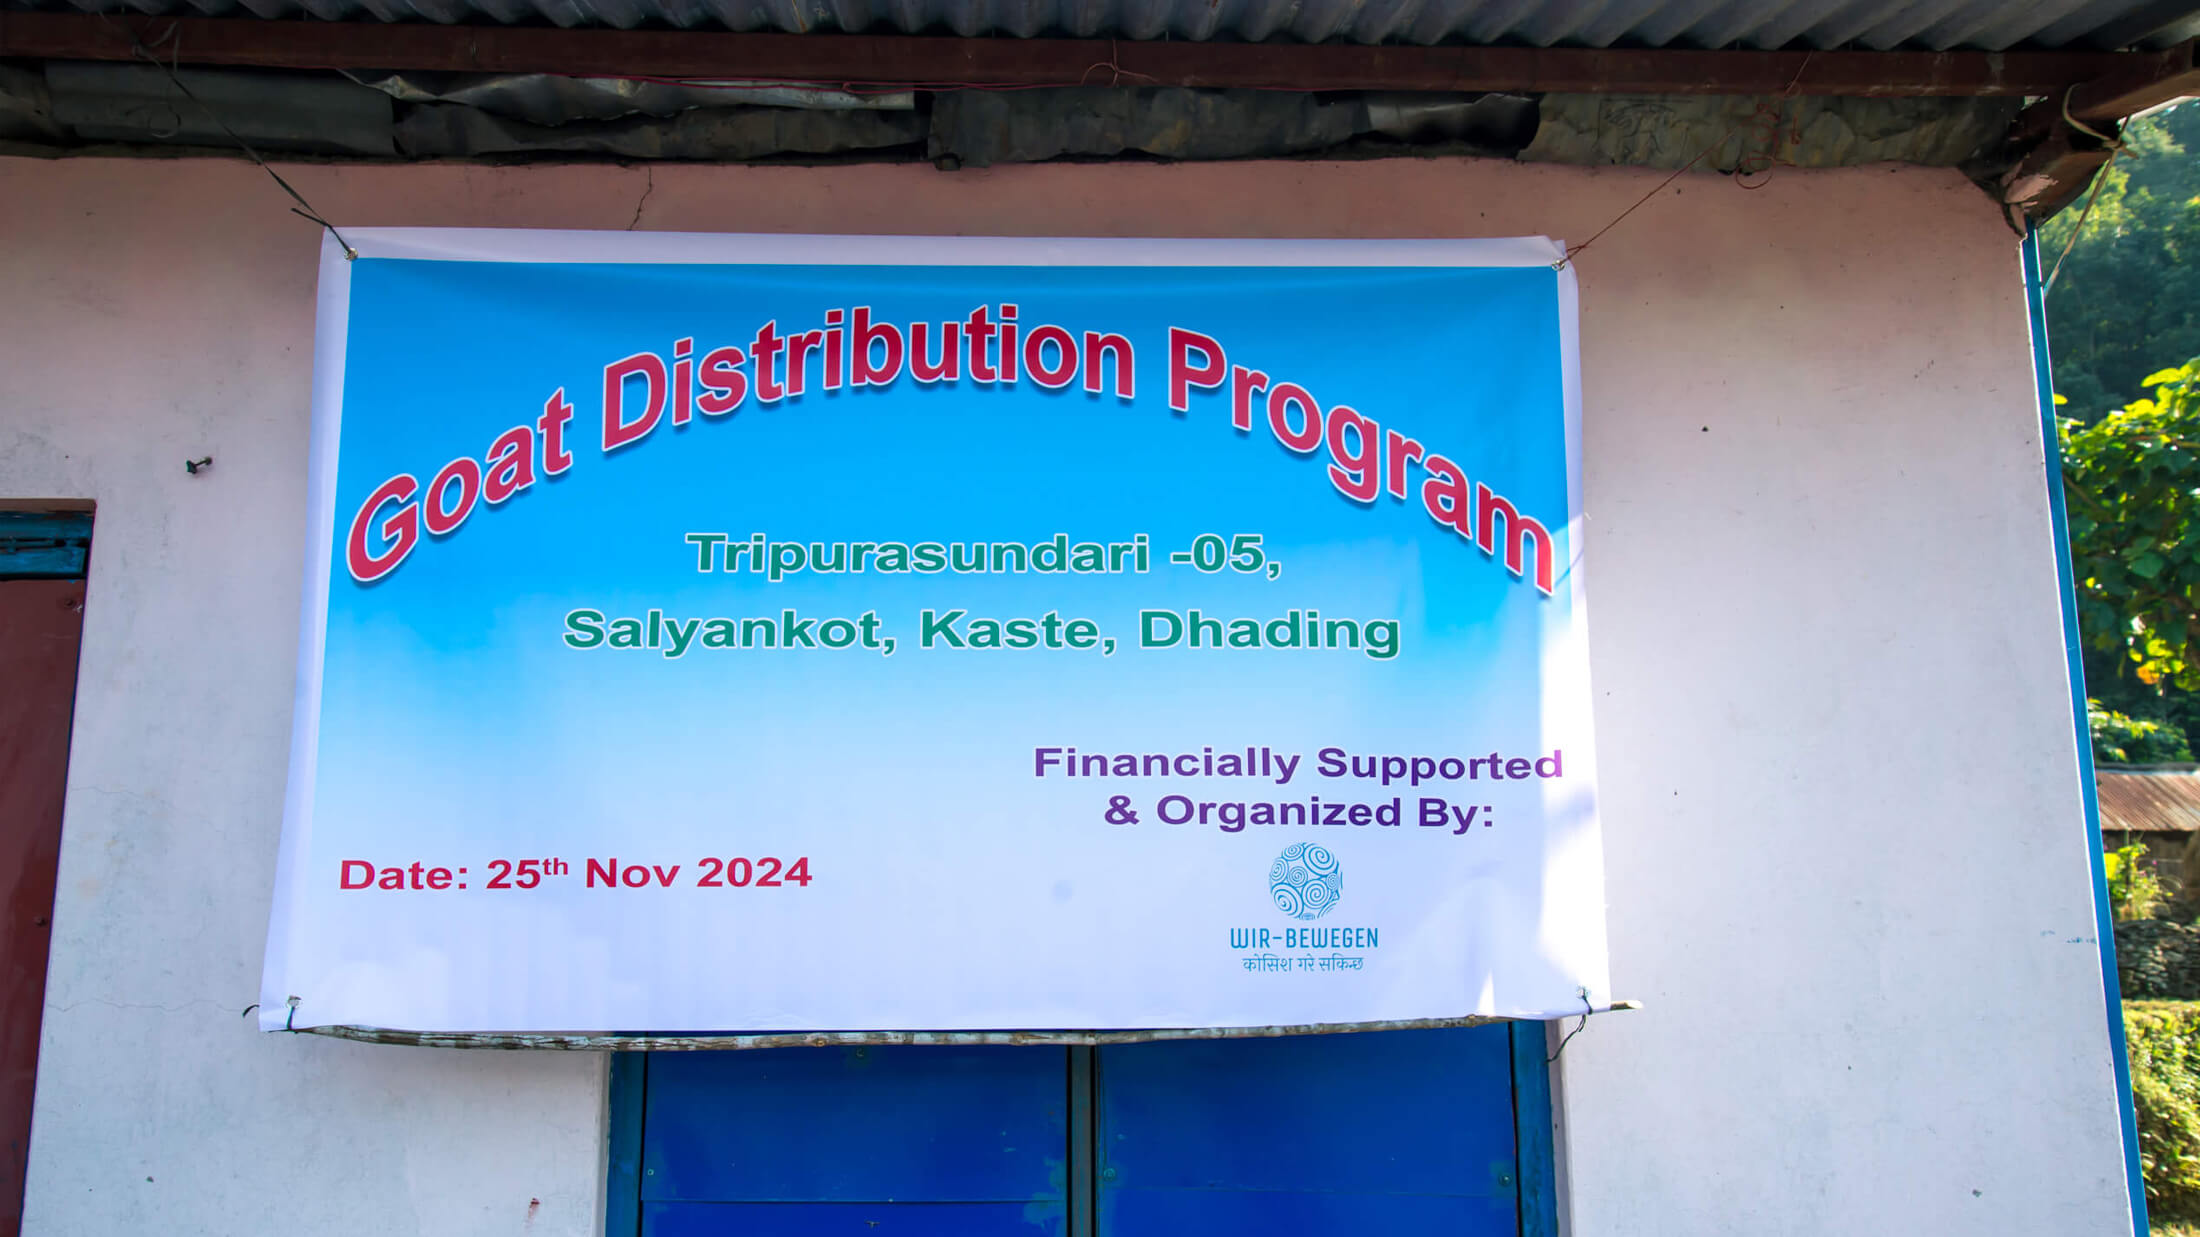 Goat Distribution Program
Tripurasundari -05,
Salyankot, Kaste, Dhading
Financially Supported
& Organized By:
Date: 25th Nov 2024
WIR-BEWEGEN
कोसिश गरे सकिन्छ